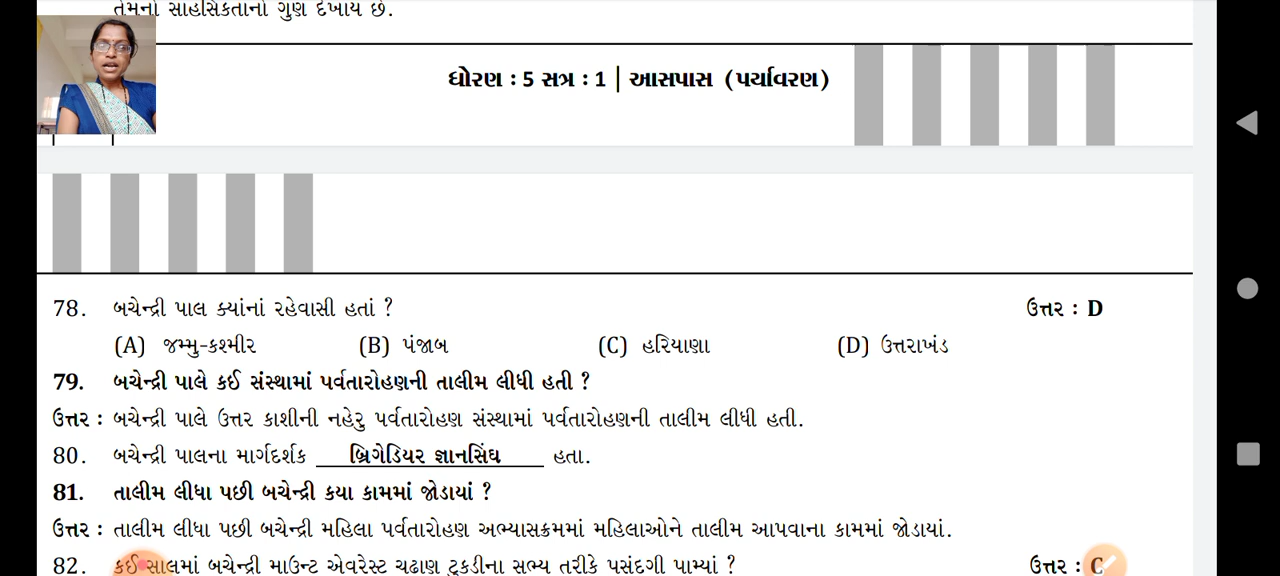 તેમનો સાહસિકતાનો ગુણ દેખાય છે.
ધોરણ : 5 સત્ર : 1 | આસપાસ (પર્યાવરણ)
78. બચેન્દ્રી પાલ ક્યાંનાં રહેવાસી હતાં ? ઉત્તર : D
(A) જમ્મુ-કશ્મીર (B) પંજાબ (C) હરિયાણા (D) ઉત્તરાખંડ
79. બચેન્દ્રી પાલે કઈ સંસ્થામાં પર્વતારોહણની તાલીમ લીધી હતી ?
ઉત્તર : બચેન્દ્રી પાલે ઉત્તર કાશીની નહેરુ પર્વતારોહણ સંસ્થામાં પર્વતારોહણની તાલીમ લીધી હતી.
80. બચેન્દ્રી પાલના માર્ગદર્શક બ્રિગેડિયર જ્ઞાનસિંઘ હતા.
81. તાલીમ લીધા પછી બચેન્દ્રી કયા કામમાં જોડાયાં ?
ઉત્તર : તાલીમ લીધા પછી બચેન્દ્રી મહિલા પર્વતારોહણ અભ્યાસક્રમમાં મહિલાઓને તાલીમ આપવાના કામમાં જોડાયાં.
82. કઈ સાલમાં બચેન્દ્રી માઉન્ટ એવરેસ્ટ ચઢાણ ટુકડીના સભ્ય તરીકે પસંદગી પામ્યાં ? ઉત્તર : C